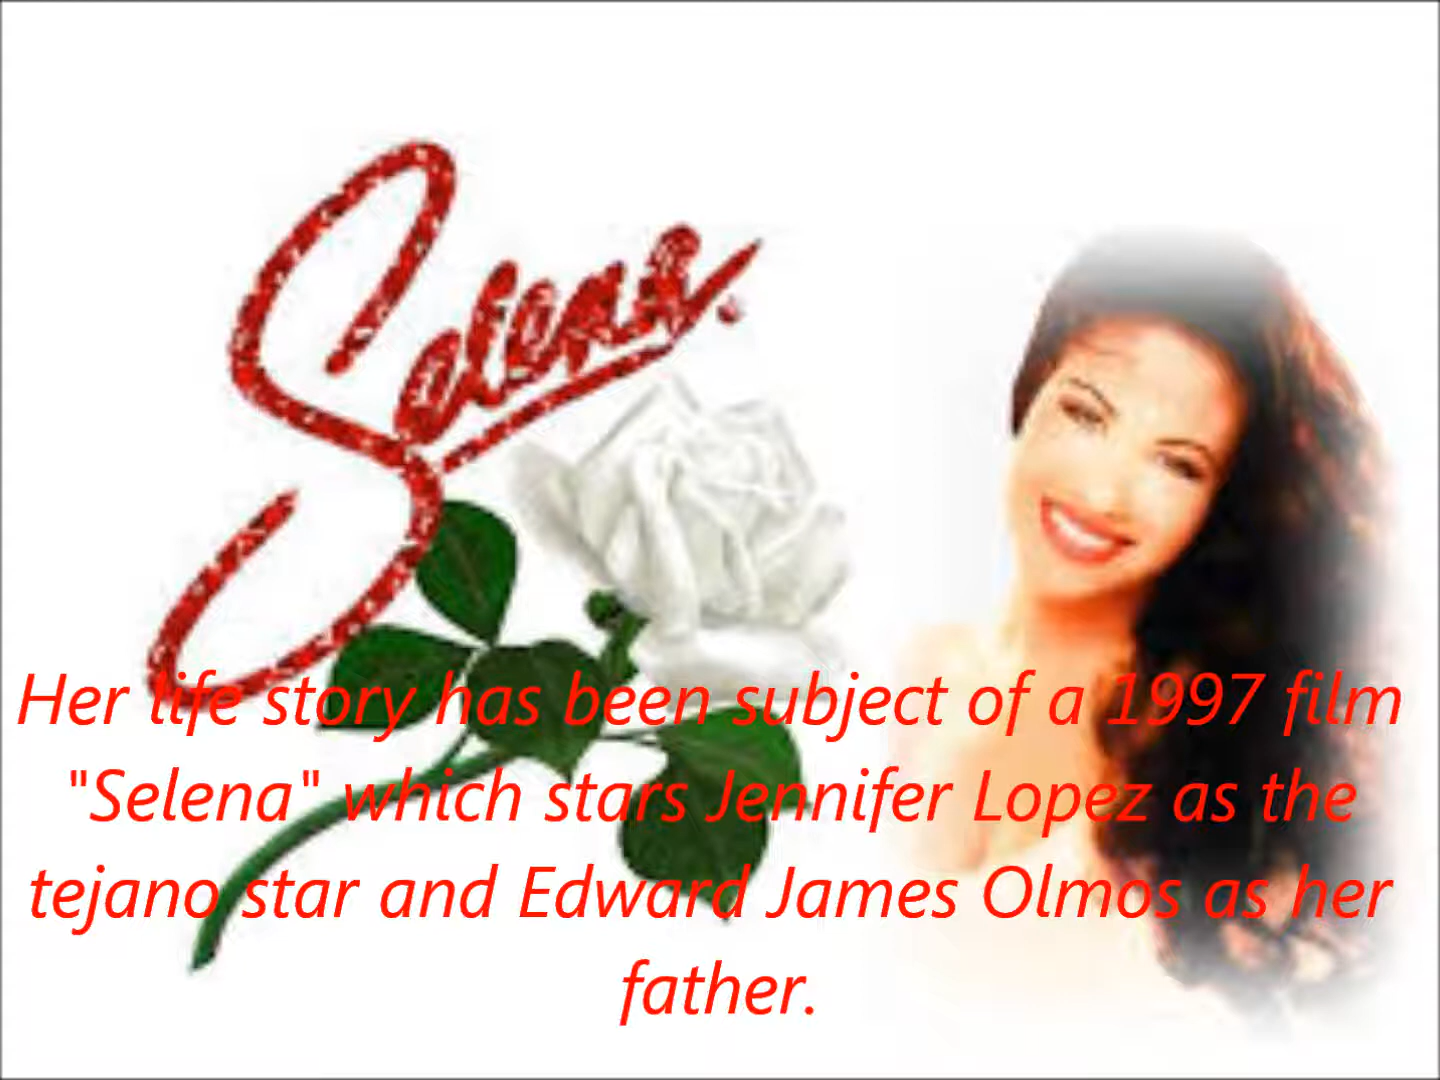 Selena.
Her life story has been subject of a 1997 film
"Selena" which stars Jennifer Lopez as the
tejano star and Edward James Olmos as her
father.